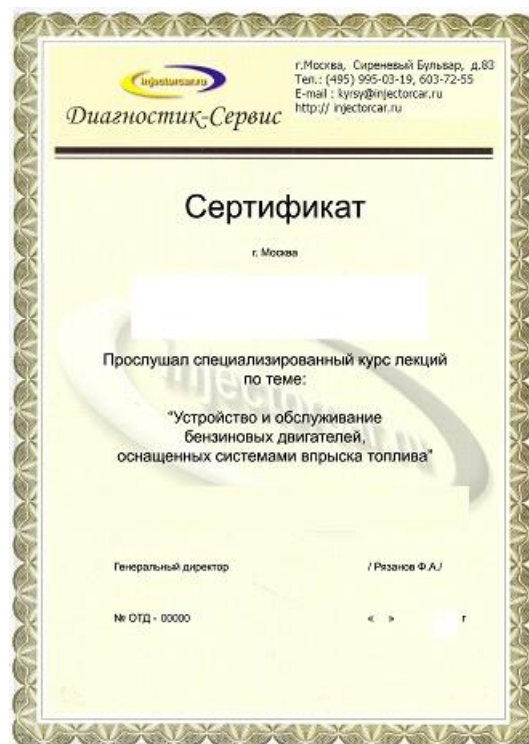 injectorcar.ru
Диагностик-Сервис
г.Москва, Сиреневый Бульвар, д.83
Тел.: (495) 995-03-19, 603-72-55
E-mail : kyrsy@injectorcar.ru
http:// injectorcar.ru
Сертификат
г. Москва
Прослушал специализированный курс лекций
по теме:
"Устройство и обслуживание
бензиновых двигателей,
оснащенных системами впрыска топлива"
injectorcar.ru
Генеральный директор / Рязанов Ф.А./
№ ОТД - 00000 « » г